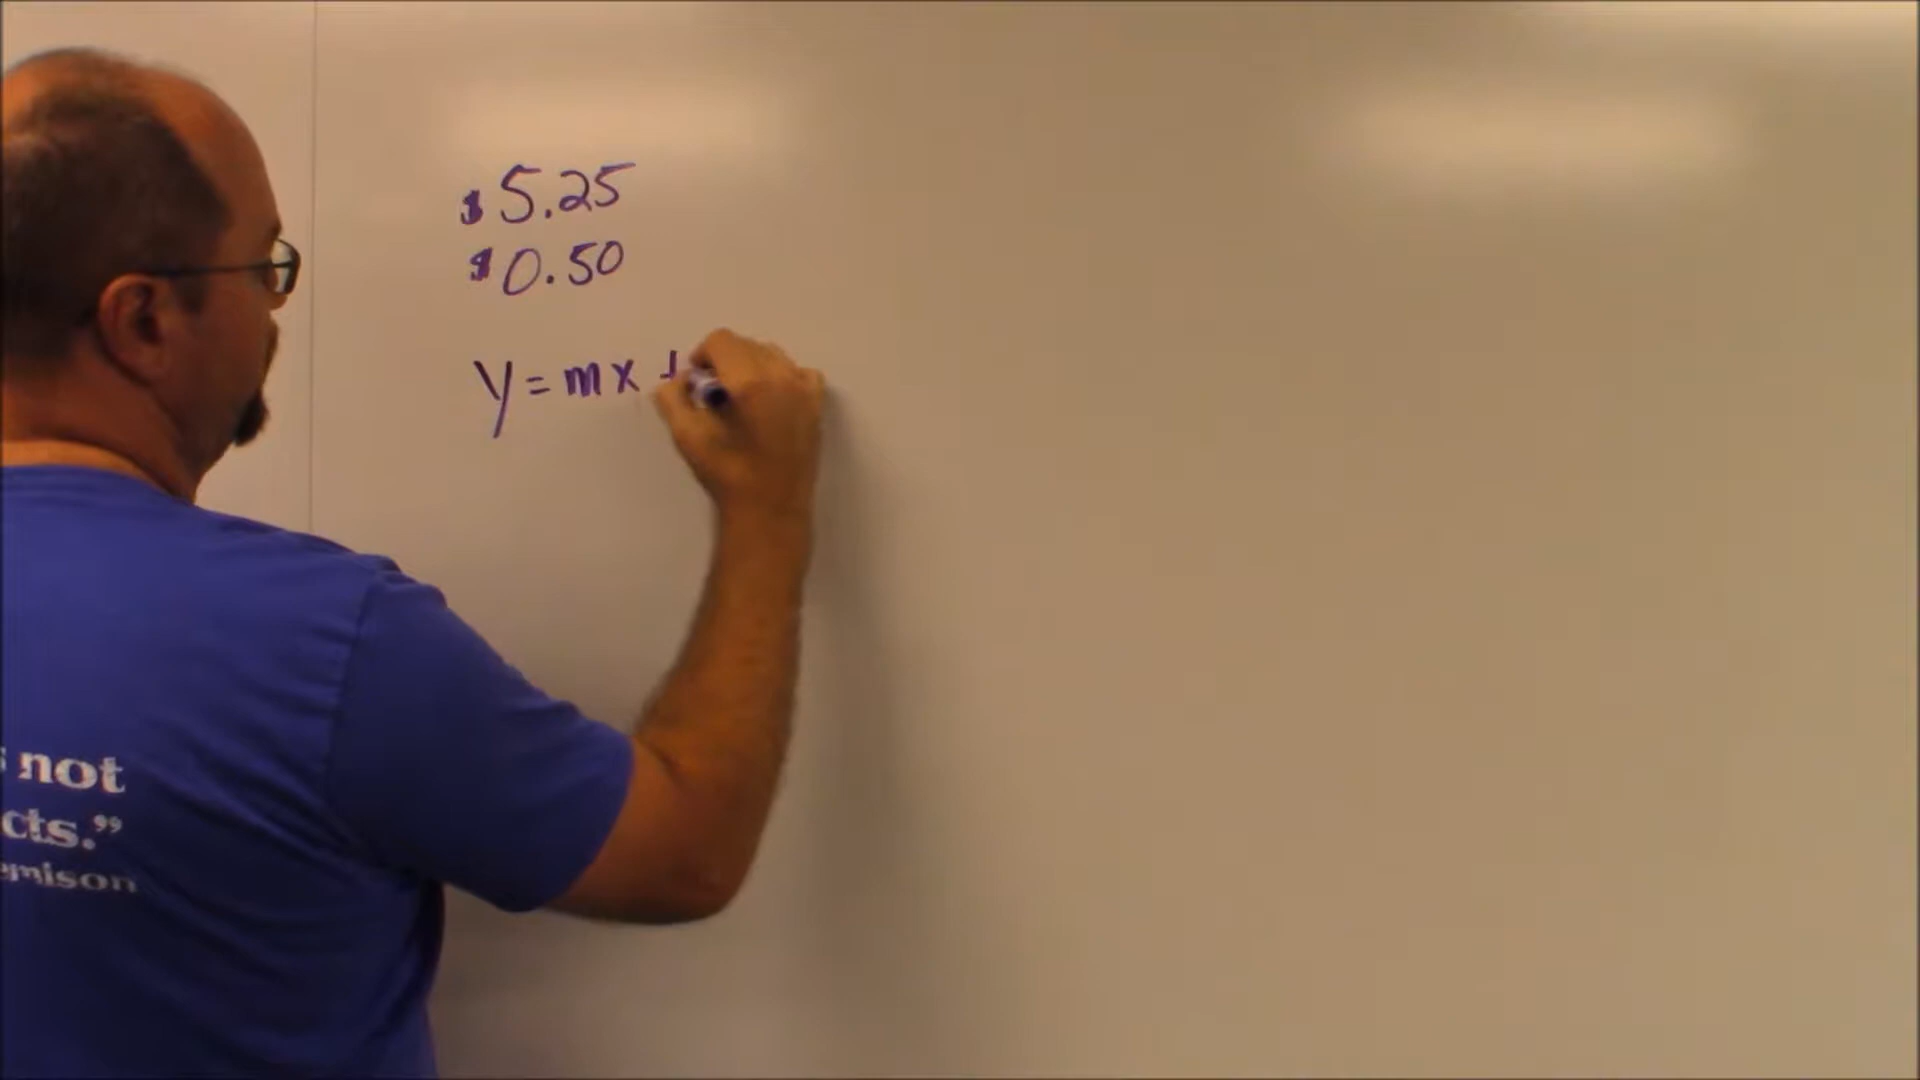 $5.25
$0.50
y = mx +
not
cts.”
emison